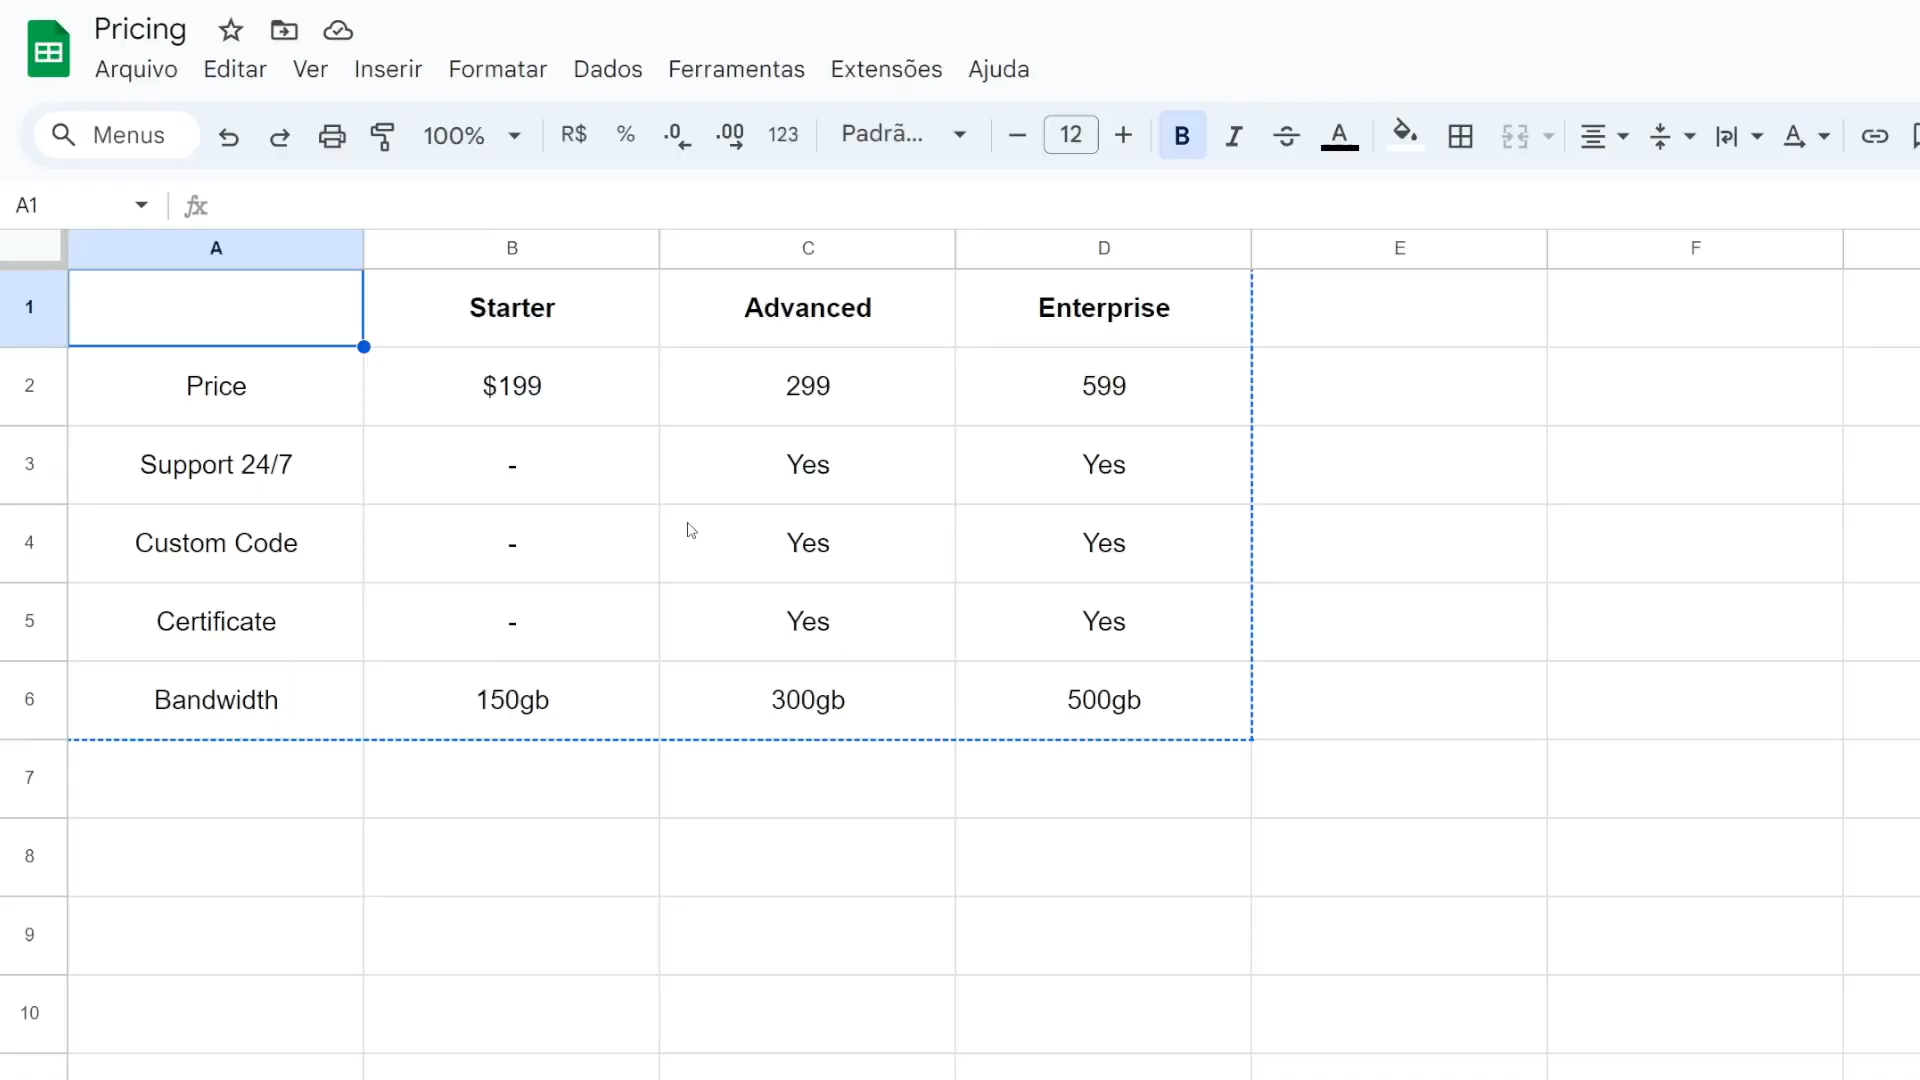 Pricing
Arquivo Editar Ver Inserir Formatar Dados Ferramentas Extensões Ajuda
Menus 100% R$ % .0 .00 123 Padrã... 12 B I S A A
A1 fx
A B C D E F
1 Starter Advanced Enterprise
2 Price $199 299 599
3 Support 24/7 - Yes Yes
4 Custom Code - Yes Yes
5 Certificate - Yes Yes
6 Bandwidth 150gb 300gb 500gb
7
8
9
10